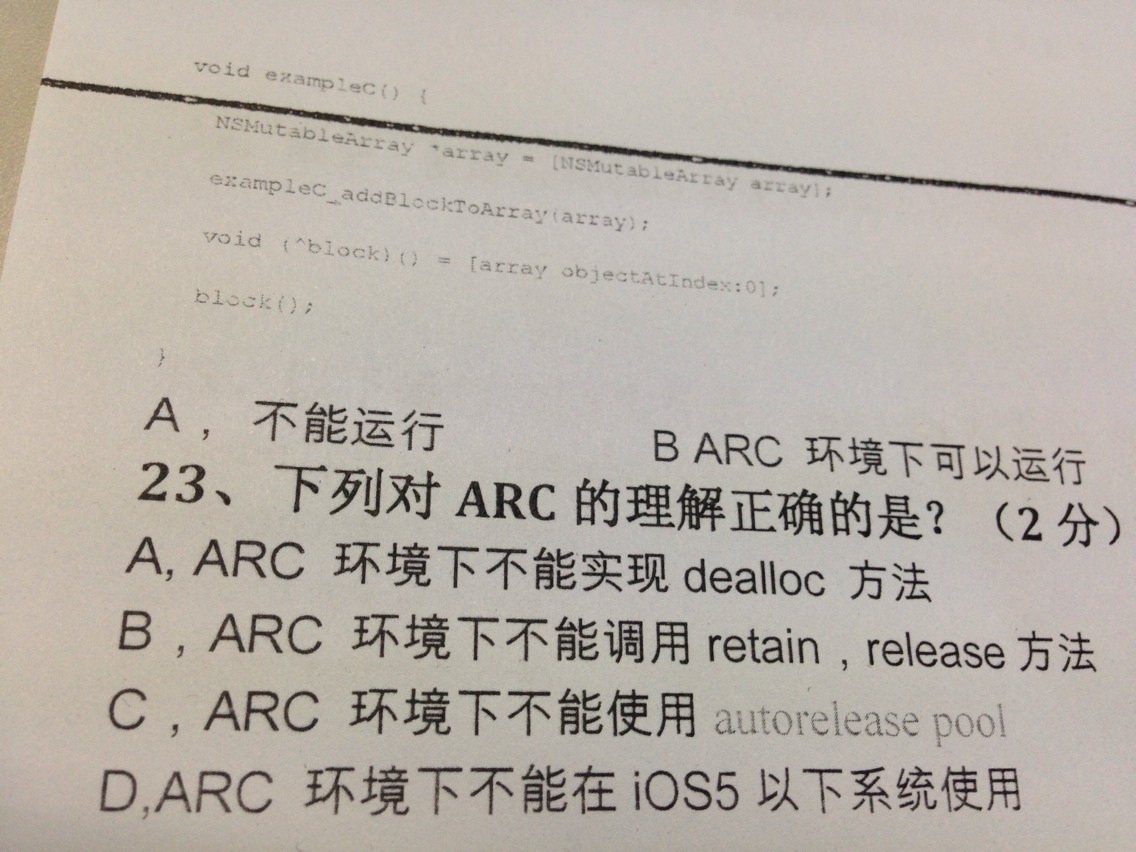 void exampleC() {
NSMutableArray *array = [NSMutableArray array];
exampleC_addBlockToArray(array);
void (^block)() = [array objectAtIndex:0];
block();
}
A， 不能运行 B ARC 环境下可以运行
23、下列对 ARC 的理解正确的是？（2 分）
A, ARC 环境下不能实现 dealloc 方法
B，ARC 环境下不能调用 retain，release 方法
C，ARC 环境下不能使用 autorelease pool
D,ARC 环境下不能在 iOS5 以下系统使用